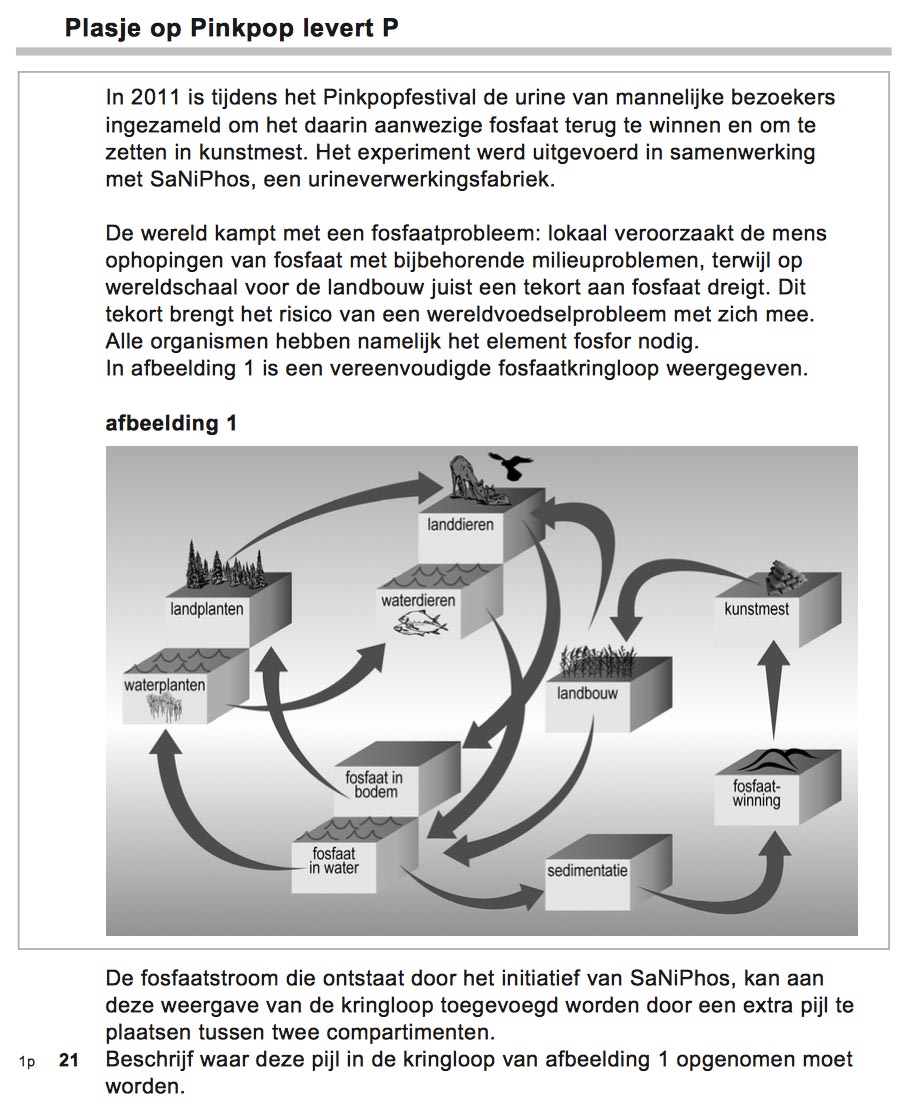 Plasje op Pinkpop levert P
In 2011 is tijdens het Pinkpopfestival de urine van mannelijke bezoekers
ingezameld om het daarin aanwezige fosfaat terug te winnen en om te
zetten in kunstmest. Het experiment werd uitgevoerd in samenwerking
met SaNiPhos, een urineverwerkingsfabriek.
De wereld kampt met een fosfaatprobleem: lokaal veroorzaakt de mens
ophopingen van fosfaat met bijbehorende milieuproblemen, terwijl op
wereldschaal voor de landbouw juist een tekort aan fosfaat dreigt. Dit
tekort brengt het risico van een wereldvoedselprobleem met zich mee.
Alle organismen hebben namelijk het element fosfor nodig.
In afbeelding 1 is een vereenvoudigde fosfaatkringloop weergegeven.
afbeelding 1
landdieren
waterdieren
landplanten
kunstmest
waterplanten
landbouw
fosfaat in
bodem
fosfaat-
winning
fosfaat
in water
sedimentatie
De fosfaatstroom die ontstaat door het initiatief van SaNiPhos, kan aan
deze weergave van de kringloop toegevoegd worden door een extra pijl te
plaatsen tussen twee compartimenten.
1p 21 Beschrijf waar deze pijl in de kringloop van afbeelding 1 opgenomen moet
worden.